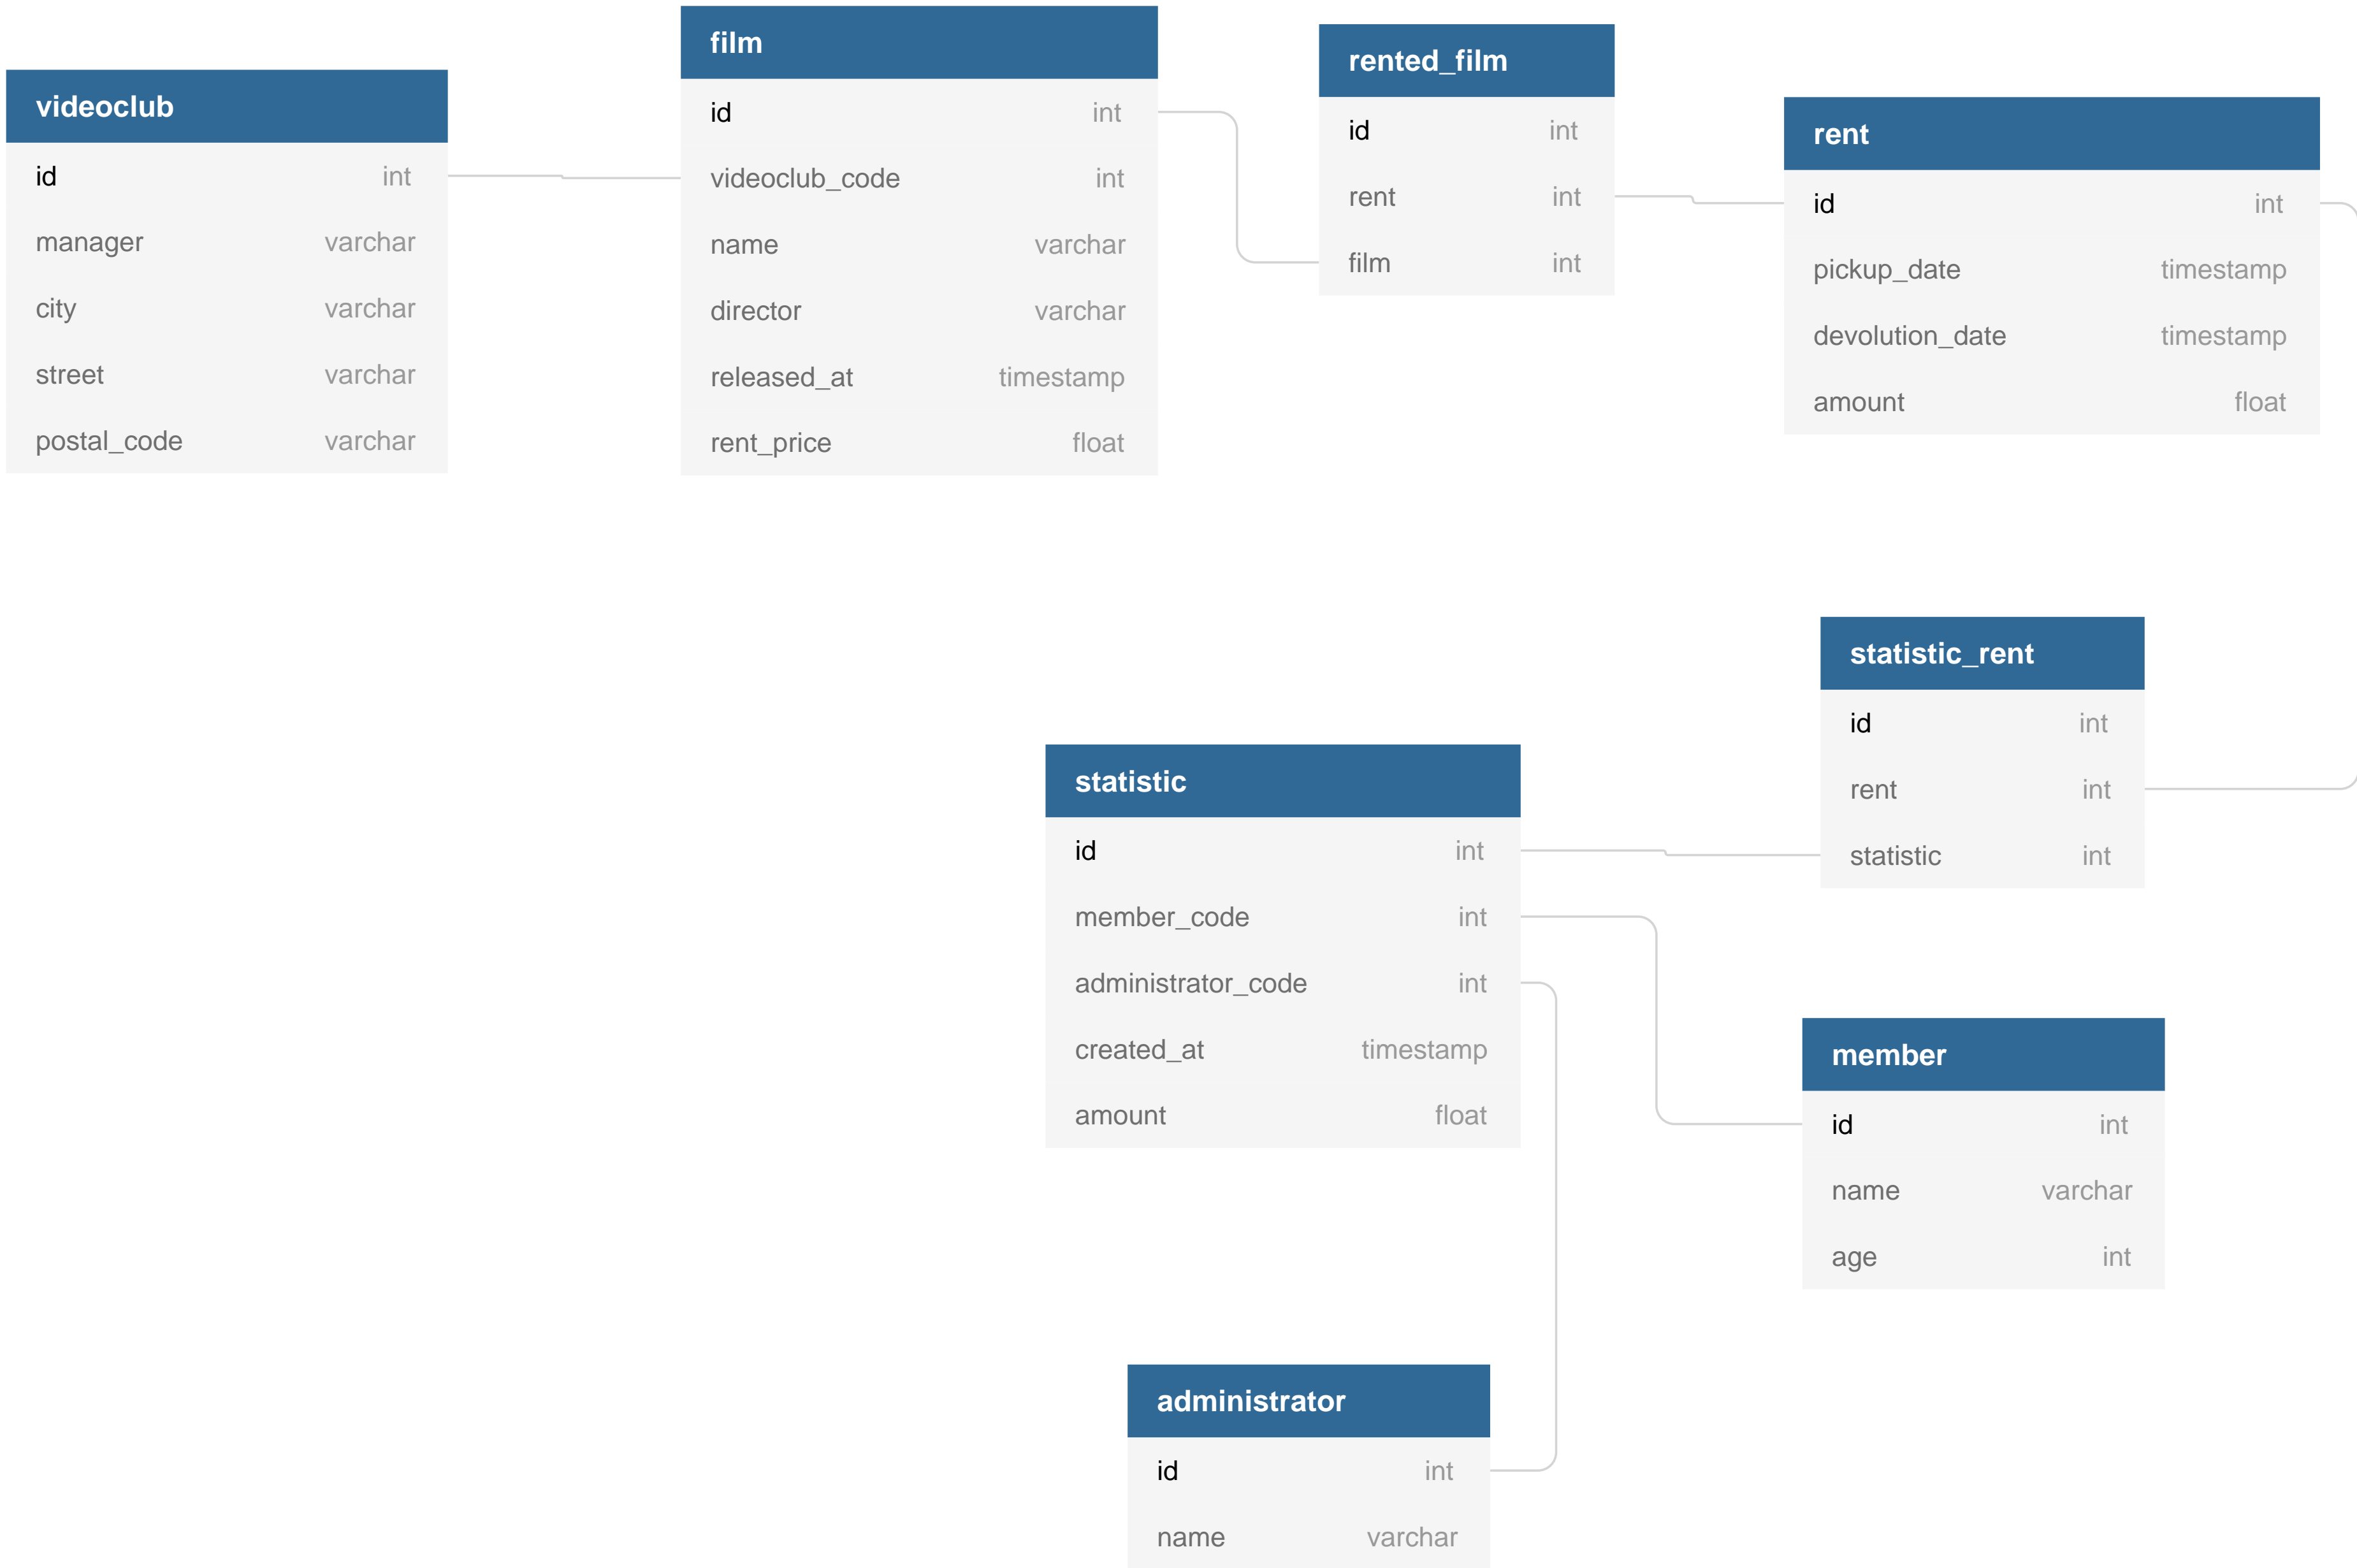 videoclub
id int
manager varchar
city varchar
street varchar
postal_code varchar
film
id int
videoclub_code int
name varchar
director varchar
released_at timestamp
rent_price float
rented_film
id int
rent int
film int
rent
id int
pickup_date timestamp
devolution_date timestamp
amount float
statistic_rent
id int
rent int
statistic int
statistic
id int
member_code int
administrator_code int
created_at timestamp
amount float
member
id int
name varchar
age int
administrator
id int
name varchar